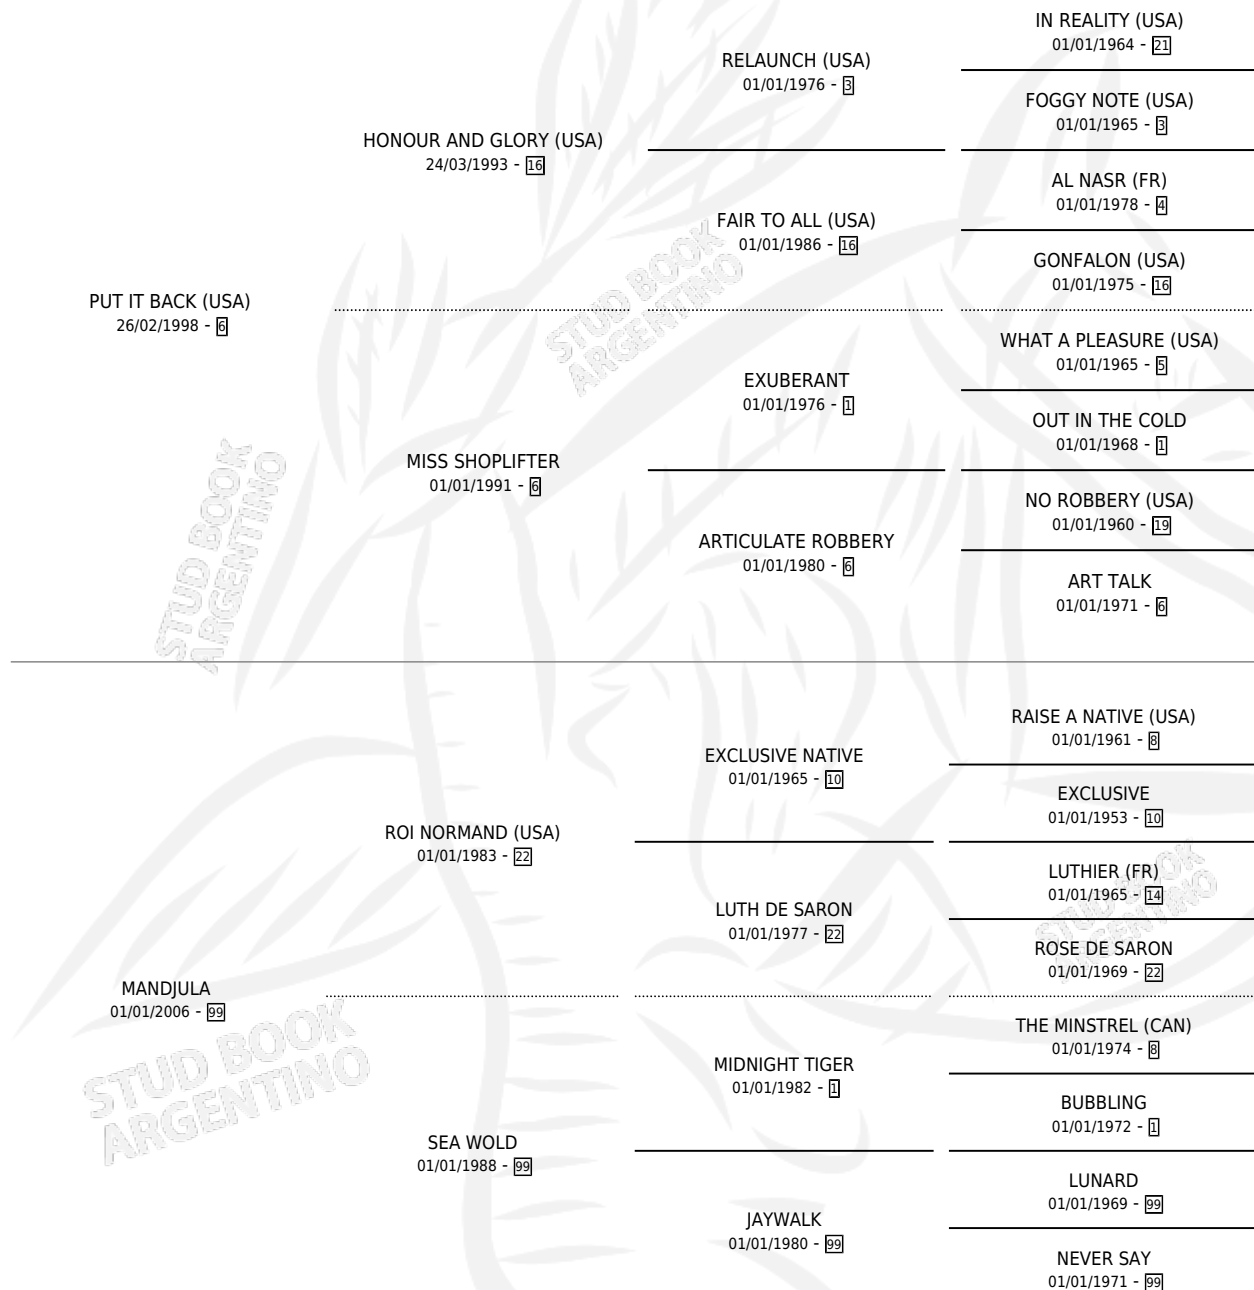 IN REALITY (USA)
01/01/1964 - 21
RELAUNCH (USA)
01/01/1976 - 3
FOGGY NOTE (USA)
01/01/1965 - 3
HONOUR AND GLORY (USA)
24/03/1993 - 16
AL NASR (FR)
01/01/1978 - 4
FAIR TO ALL (USA)
01/01/1986 - 16
GONFALON (USA)
01/01/1975 - 16
PUT IT BACK (USA)
26/02/1998 - 6
WHAT A PLEASURE (USA)
01/01/1965 - 5
EXUBERANT
01/01/1976 - 1
OUT IN THE COLD
01/01/1968 - 1
MISS SHOPLIFTER
01/01/1991 - 6
NO ROBBERY (USA)
01/01/1960 - 19
ARTICULATE ROBBERY
01/01/1980 - 6
ART TALK
01/01/1971 - 6
RAISE A NATIVE (USA)
01/01/1961 - 8
EXCLUSIVE NATIVE
01/01/1965 - 10
EXCLUSIVE
01/01/1953 - 10
ROI NORMAND (USA)
01/01/1983 - 22
LUTHIER (FR)
01/01/1965 - 14
LUTH DE SARON
01/01/1977 - 22
ROSE DE SARON
01/01/1969 - 22
MANDJULA
01/01/2006 - 99
THE MINSTREL (CAN)
01/01/1974 - 8
MIDNIGHT TIGER
01/01/1982 - 1
BUBBLING
01/01/1972 - 1
SEA WOLD
01/01/1988 - 99
LUNARD
01/01/1969 - 99
JAYWALK
01/01/1980 - 99
NEVER SAY
01/01/1971 - 99
STUD BOOK
ARGENTINO
STUD BOOK
ARGENTINO
STUD BOOK
ARGENTINO
STUD BOOK
ARGENTINO